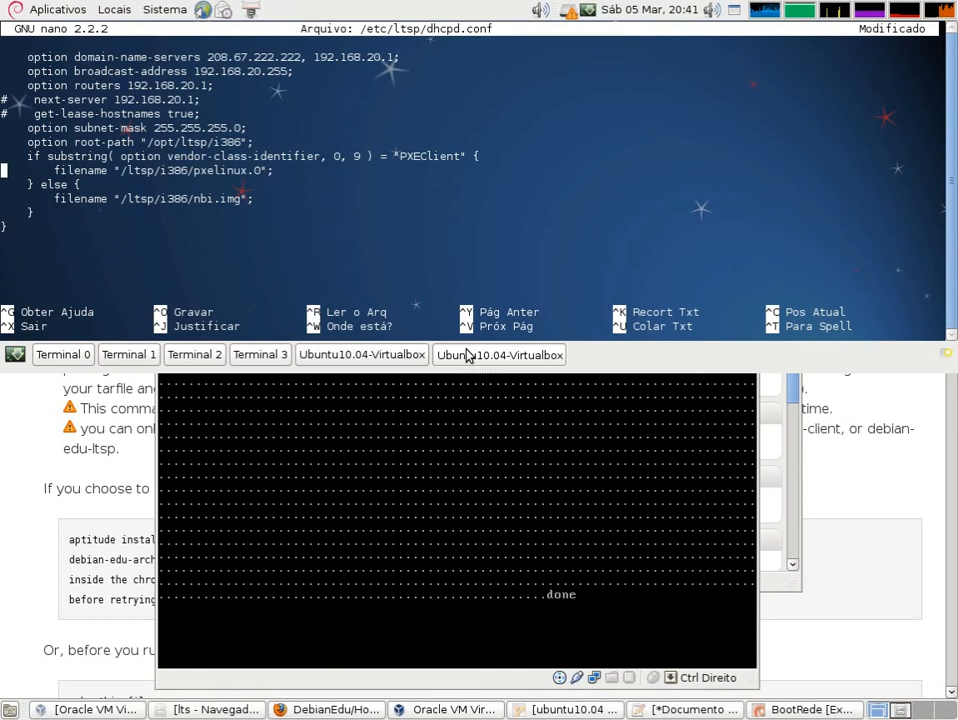 Aplicativos Locais Sistema Sáb 05 Mar, 20:41
GNU nano 2.2.2 Arquivo: /etc/ltsp/dhcpd.conf Modificado
option domain-name-servers 208.67.222.222, 192.168.20.1;
option broadcast-address 192.168.20.255;
option routers 192.168.20.1;
# next-server 192.168.20.1;
# get-lease-hostnames true;
option subnet-mask 255.255.255.0;
option root-path "/opt/ltsp/i386";
if substring( option vendor-class-identifier, 0, 9 ) = "PXEClient" {
filename "/ltsp/i386/pxelinux.0";
} else {
filename "/ltsp/i386/nbi.img";
}
}
^G Obter Ajuda ^O Gravar ^R Ler o Arq ^Y Pág Anter ^K Recort Txt ^C Pos Atual
^X Sair ^J Justificar ^W Onde está? ^V Próx Pág ^U Colar Txt ^T Para Spell
Terminal 0 Terminal 1 Terminal 2 Terminal 3 Ubuntu10.04-Virtualbox Ubuntu10.04-Virtualbox
your tarfile an
This comma time.
you can onl -client, or debian-
edu-ltsp.
If you choose to
aptitude instal
debian-edu-arch
inside the chro
before retrying
..................................................done
Or, before you ru
Ctrl Direito
[Oracle VM Vi... [lts - Navegad... DebianEdu/Ho... Oracle VM Vir... [ubuntu10.04 ... [*Documento ... BootRede [Ex...